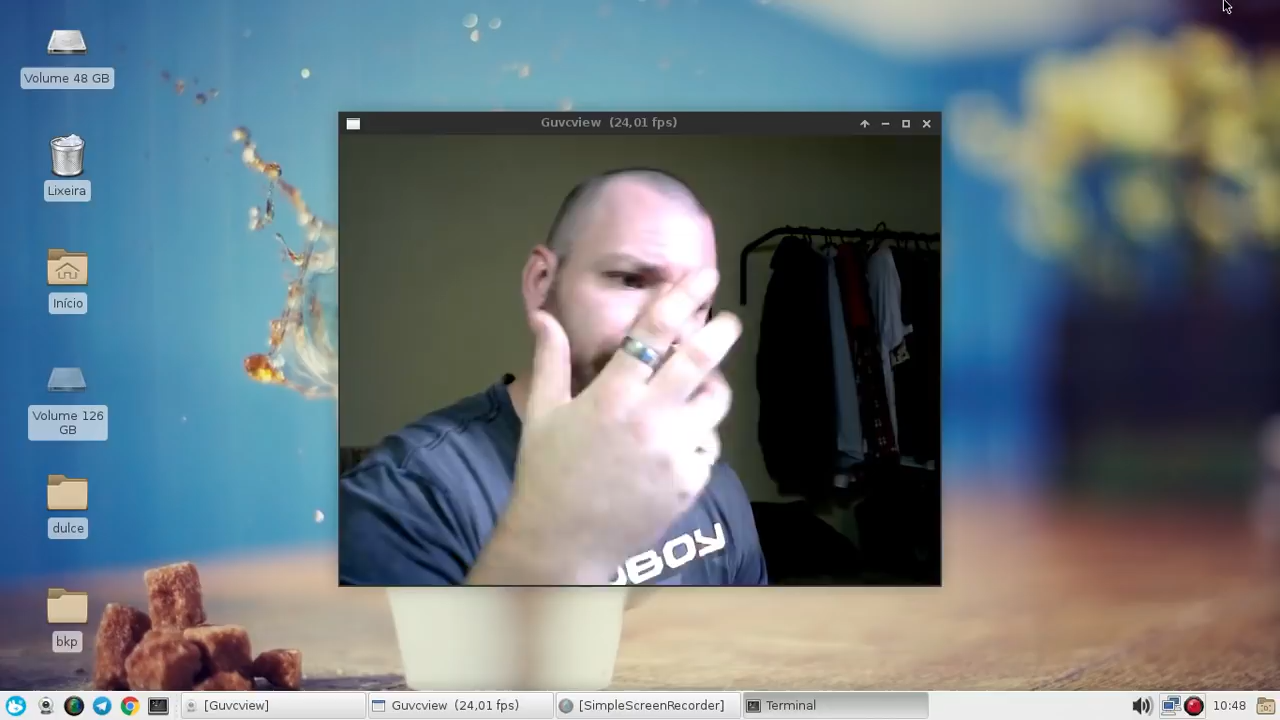 Volume 48 GB
Lixeira
Início
Volume 126
GB
dulce
bkp
Guvcview (24,01 fps)
BOY
[Guvcview]
Guvcview (24,01 fps)
[SimpleScreenRecorder]
Terminal
10:48